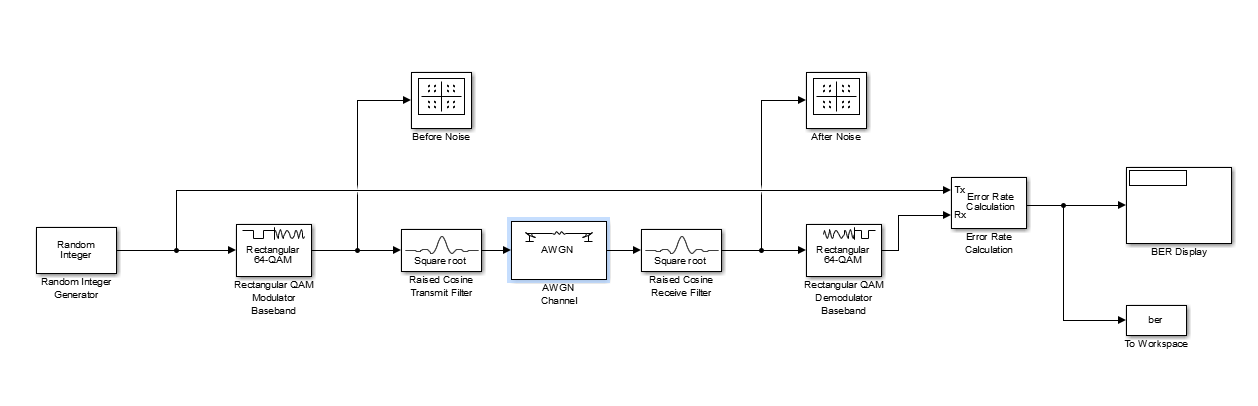 Before Noise
After Noise
Tx
Rx
Error Rate
Calculation
Error Rate
Calculation
BER Display
Random
Integer
Random Integer
Generator
Rectangular
64-QAM
Rectangular QAM
Modulator
Baseband
Square root
Raised Cosine
Transmit Filter
AWGN
AWGN
Channel
Square root
Raised Cosine
Receive Filter
Rectangular
64-QAM
Rectangular QAM
Demodulator
Baseband
ber
To Workspace